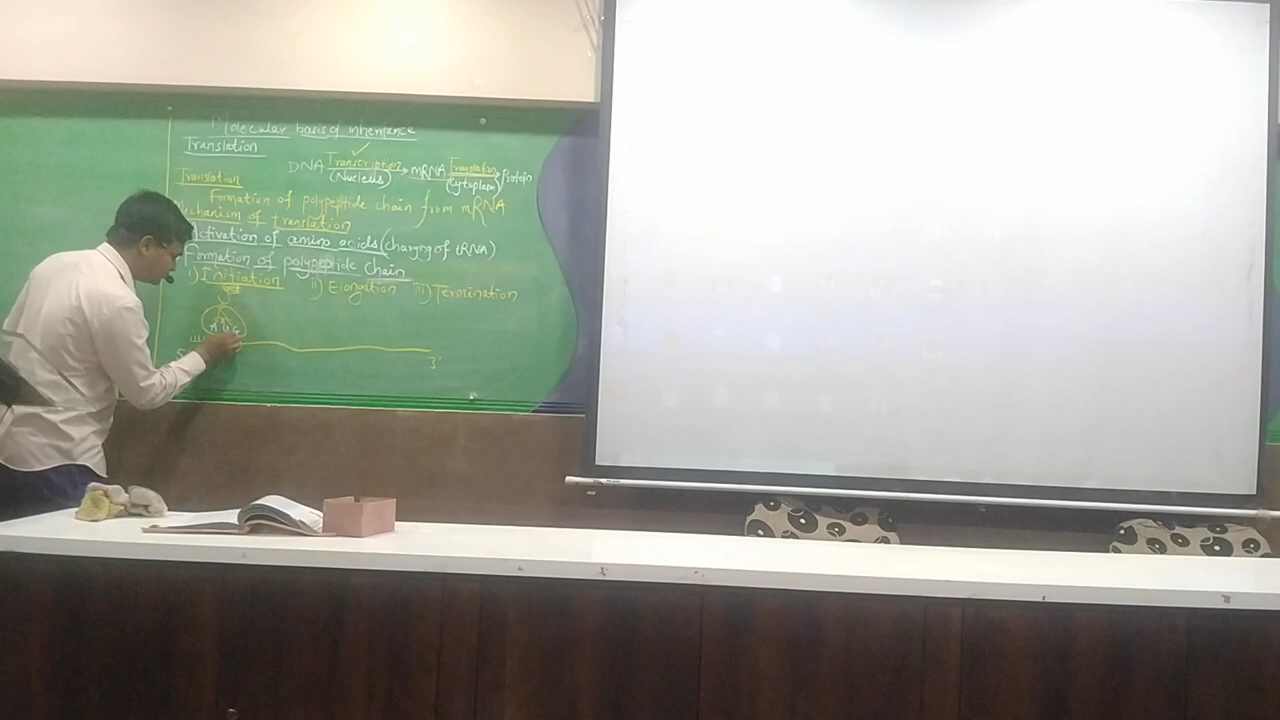 Molecular basis of inheritance
Translation
DNA Transcription (Nucleus) mRNA Translation (Cytoplasm) Protein
Translation
Formation of polypeptide chain from mRNA
Mechanism of translation
Activation of amino acids (charging of tRNA)
Formation of polypeptide chain
i) Initiation ii) Elongation iii) Termination
A U G
5' 3'